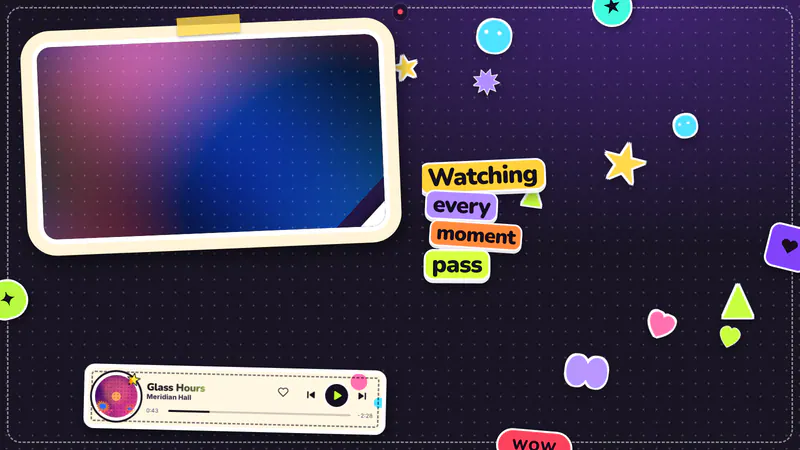 Watching
every
moment
pass
Glass Hours
Meridian Hall
0:43
-2:28
wow